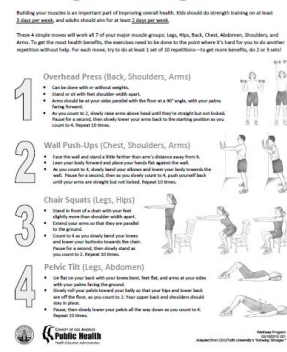 Building your muscles is an important part of improving overall health. Kids should do strength training on at least
3 days per week, and adults should aim for at least 2 days per week.
These 4 simple moves will work all 7 of your major muscle groups: Legs, Hips, Back, Chest, Abdomen, Shoulders, and
Arms. To get the most health benefits, the exercises need to be done to the point where it's hard for you to do another
repetition without help. For each move, try to do at least 1 set of 10 repetitions—to get more benefits, do 2 or 3 sets!
1
Overhead Press (Back, Shoulders, Arms)
• Can be done with or without weights.
• Stand or sit with feet shoulder-width apart.
• Arms should be at your sides parallel with the floor at a 90° angle, with your palms
facing forward.
• As you count to 2, slowly raise arms above head until they're straight but not locked.
Pause for a second, then slowly lower your arms back to the starting position as you
count to 4. Repeat 10 times.
2
Wall Push-Ups (Chest, Shoulders, Arms)
• Face the wall and stand a little farther than arm's distance away from it.
• Lean your body forward and place your hands flat against the wall.
• As you count to 4, slowly bend your elbows and lower your body towards the
wall. Pause for a second, then as you slowly count to 4, push yourself back
until your arms are straight but not locked. Repeat 10 times.
3
Chair Squats (Legs, Hips)
• Stand in front of a chair with your feet
slightly more than shoulder-width apart.
• Extend your arms so that they are parallel
to the ground.
• Count to 4 as you slowly bend your knees
and lower your buttocks towards the chair.
Pause for a second, then slowly stand as
you count to 2. Repeat 10 times.
4
Pelvic Tilt (Legs, Abdomen)
• Lie flat on your back with your knees bent, feet flat, and arms at your sides
with your palms facing the ground.
• Slowly roll your pelvis towards your belly so that your hips and lower back
are off the floor, as you count to 2. Your upper back and shoulders should
stay in place.
• Pause, then slowly lower your pelvis all the way down as you count to 4.
Repeat 10 times.
County of Los Angeles
Public Health
Health Education Administration
Wellness Program
Adapted from CDC/Tufts University's "Growing Stronger"